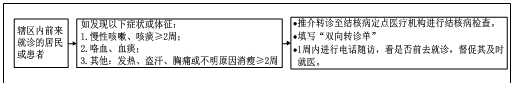 辖区内前来
就诊的居民
或患者
如发现以下症状或体征：
1.慢性咳嗽、咳痰≥2周；
2.咯血、血痰；
3.其他：发热、盗汗、胸痛或不明原因消瘦≥2周
●推介转诊至结核病定点医疗机构进行结核病检查。
●填写“双向转诊单”
●1周内进行电话随访，看是否前去就诊，督促其及时
就医。